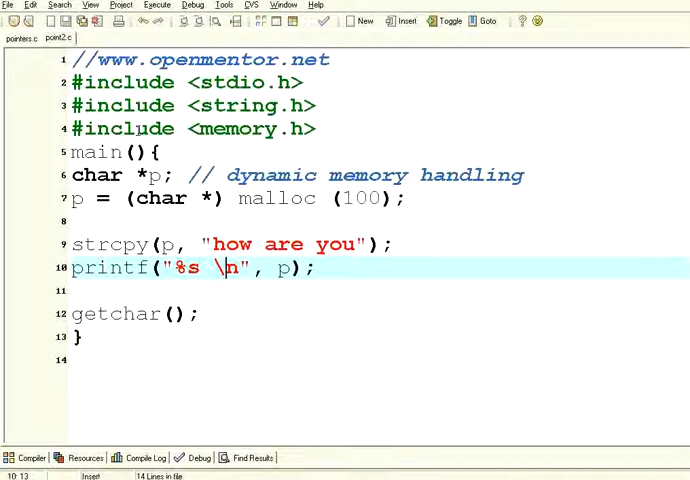 File Edit Search View Project Execute Debug Tools CVS Window Help
New Insert Toggle Goto
pointers.c point2.c
1 //www.openmentor.net
2 #include <stdio.h>
3 #include <string.h>
4 #include <memory.h>
5 main(){
6 char *p; // dynamic memory handling
7 p = (char *) malloc (100);
8
9 strcpy(p, "how are you");
10 printf("%s \n", p);
11
12 getchar();
13 }
14
Compiler Resources Compile Log Debug Find Results
10: 13 Insert 14 Lines in file